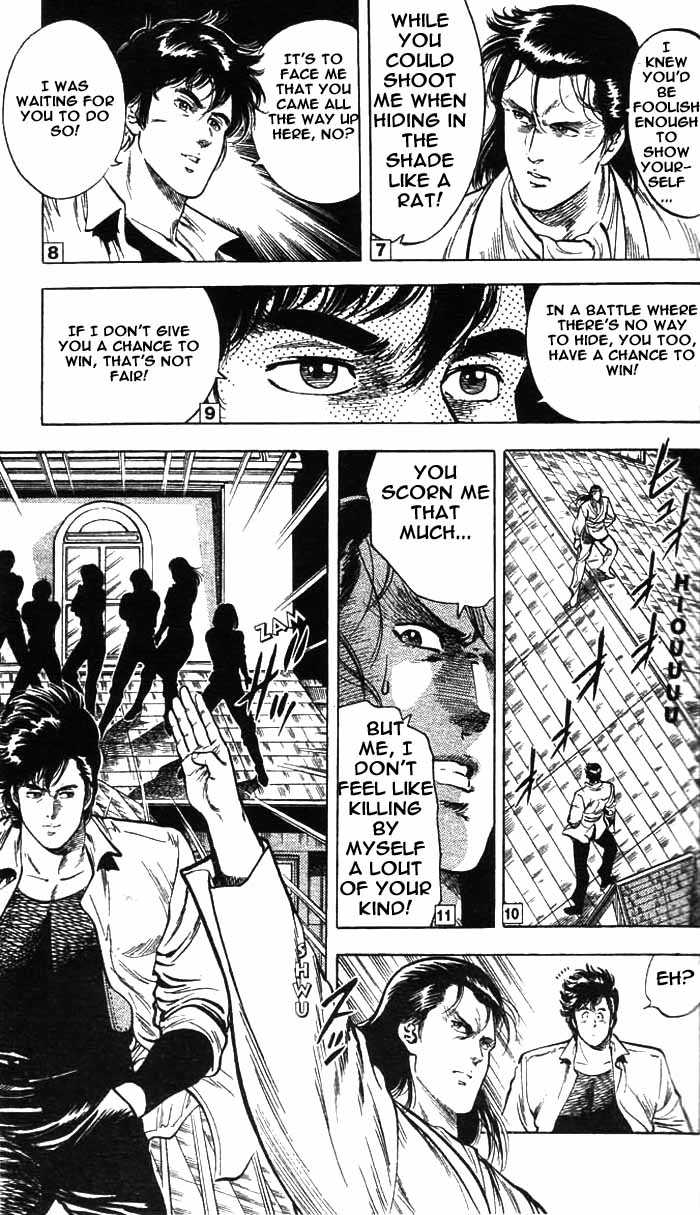 I
KNEW
YOU'D
BE
FOOLISH
ENOUGH
TO
SHOW
YOUR-
SELF
...
WHILE
YOU
COULD
SHOOT
ME WHEN
HIDING IN
THE
SHADE
LIKE A
RAT!
7
IT'S TO
FACE ME
THAT YOU
CAME ALL
THE WAY UP
HERE, NO?
I WAS
WAITING FOR
YOU TO DO
SO!
8
IN A BATTLE WHERE
THERE'S NO WAY
TO HIDE, YOU TOO,
HAVE A CHANCE TO
WIN!
IF I DON'T GIVE
YOU A CHANCE TO
WIN, THAT'S NOT
FAIR!
9
HIOUUUU
10
YOU
SCORN ME
THAT
MUCH...
BUT
ME, I
DON'T
FEEL LIKE
KILLING
BY
MYSELF
A LOUT
OF YOUR
KIND!
11
EH?
SHWU
ZAM